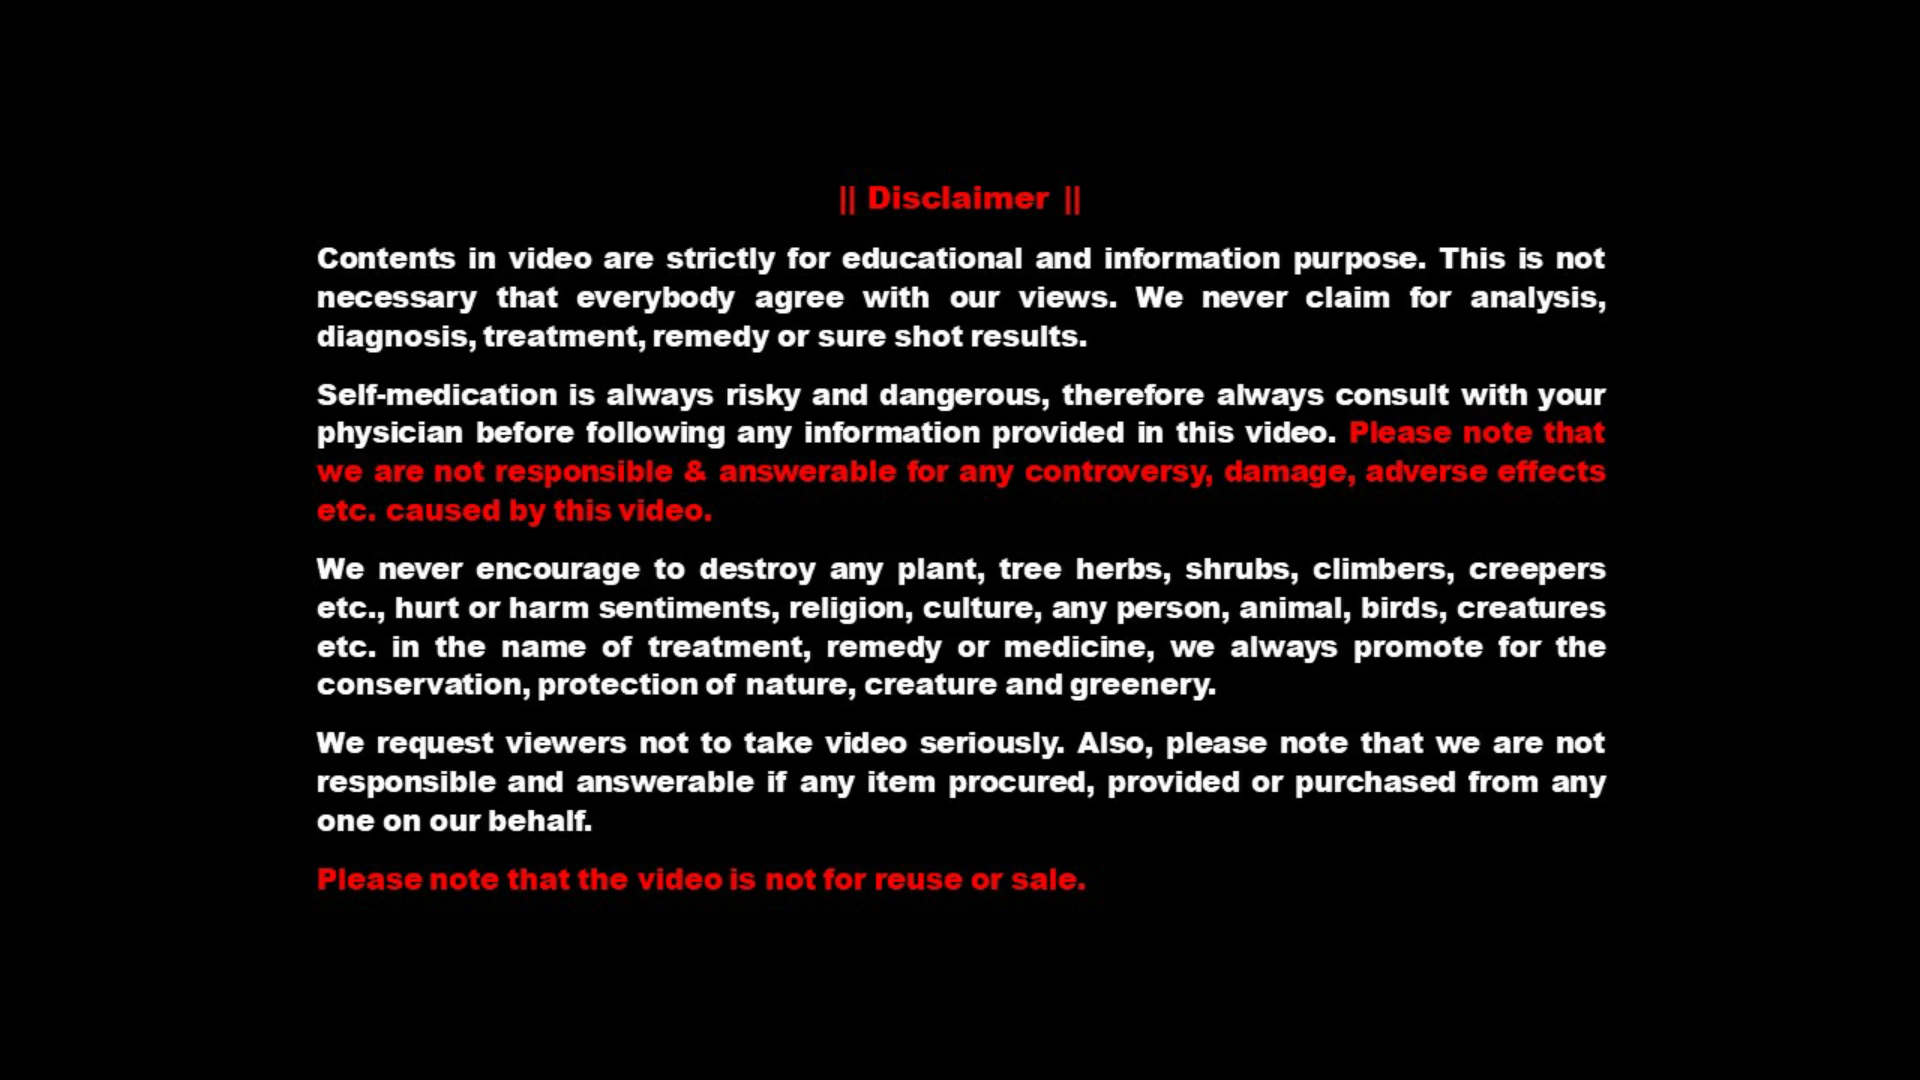 || Disclaimer ||
Contents in video are strictly for educational and information purpose. This is not
necessary that everybody agree with our views. We never claim for analysis,
diagnosis, treatment, remedy or sure shot results.
Self-medication is always risky and dangerous, therefore always consult with your
physician before following any information provided in this video. Please note that
we are not responsible & answerable for any controversy, damage, adverse effects
etc. caused by this video.
We never encourage to destroy any plant, tree herbs, shrubs, climbers, creepers
etc., hurt or harm sentiments, religion, culture, any person, animal, birds, creatures
etc. in the name of treatment, remedy or medicine, we always promote for the
conservation, protection of nature, creature and greenery.
We request viewers not to take video seriously. Also, please note that we are not
responsible and answerable if any item procured, provided or purchased from any
one on our behalf.
Please note that the video is not for reuse or sale.